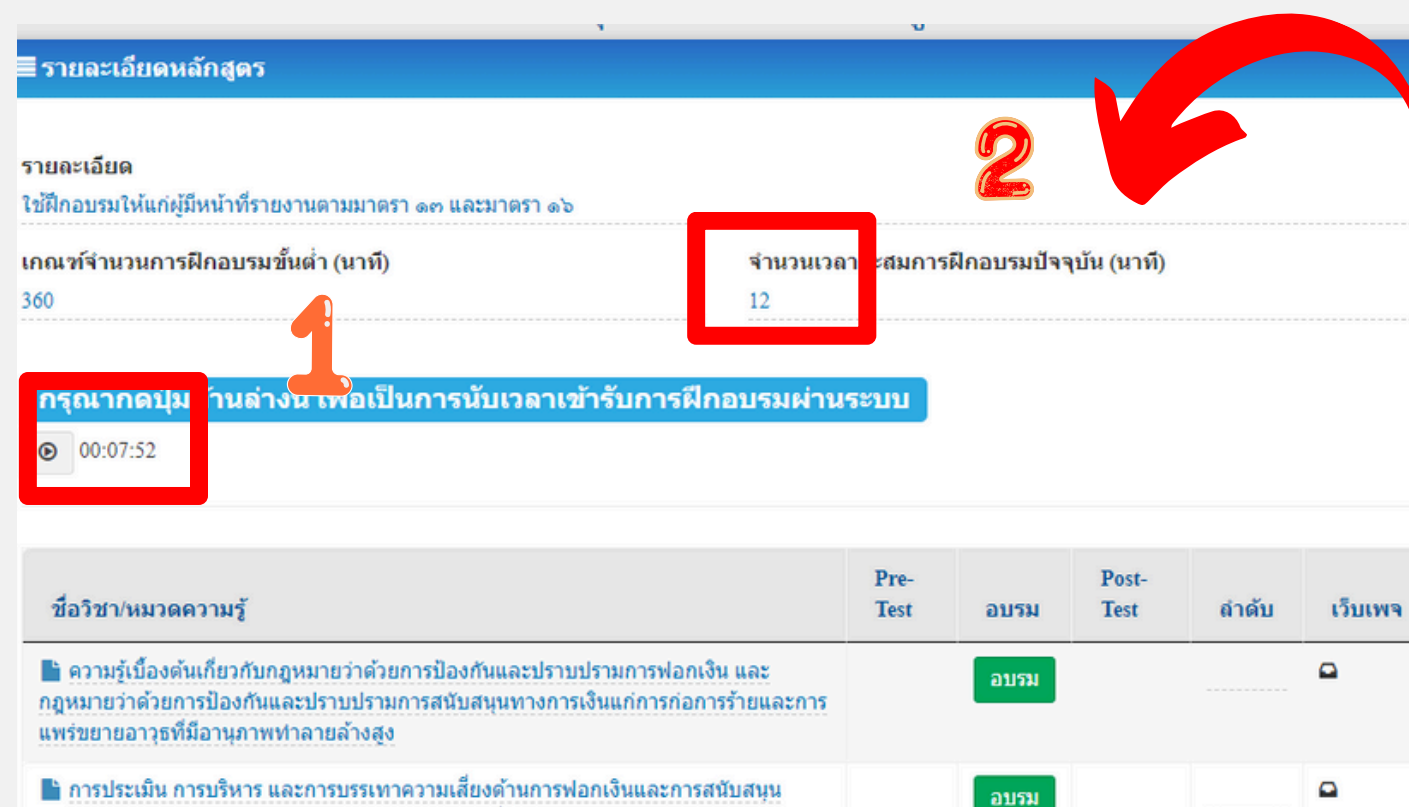 รายละเอียดหลักสูตร
2
รายละเอียด
ใช้ฝึกอบรมให้แก่ผู้มีหน้าที่รายงานตามมาตรา ๑๓ และมาตรา ๑๖
เกณฑ์จำนวนการฝึกอบรมขั้นต่ำ (นาที)
จำนวนเวลา ะสมการฝึกอบรมปัจจุบัน (นาที)
360
12
1
กรุณากดปุ่ม ด้านล่างนี้ เพื่อเป็นการนับเวลาเข้ารับการฝึกอบรมผ่านระบบ
00:07:52
ชื่อวิชา/หมวดความรู้
Pre-
Test
อบรม
Post-
Test
ลำดับ
เว็บเพจ
ความรู้เบื้องต้นเกี่ยวกับกฎหมายว่าด้วยการป้องกันและปราบปรามการฟอกเงิน และ
กฎหมายว่าด้วยการป้องกันและปราบปรามการสนับสนุนทางการเงินแก่การก่อการร้ายและการ
แพร่ขยายอาวุธที่มีอานุภาพทำลายล้างสูง
อบรม
การประเมิน การบริหาร และการบรรเทาความเสี่ยงด้านการฟอกเงินและการสนับสนุน
อบรม